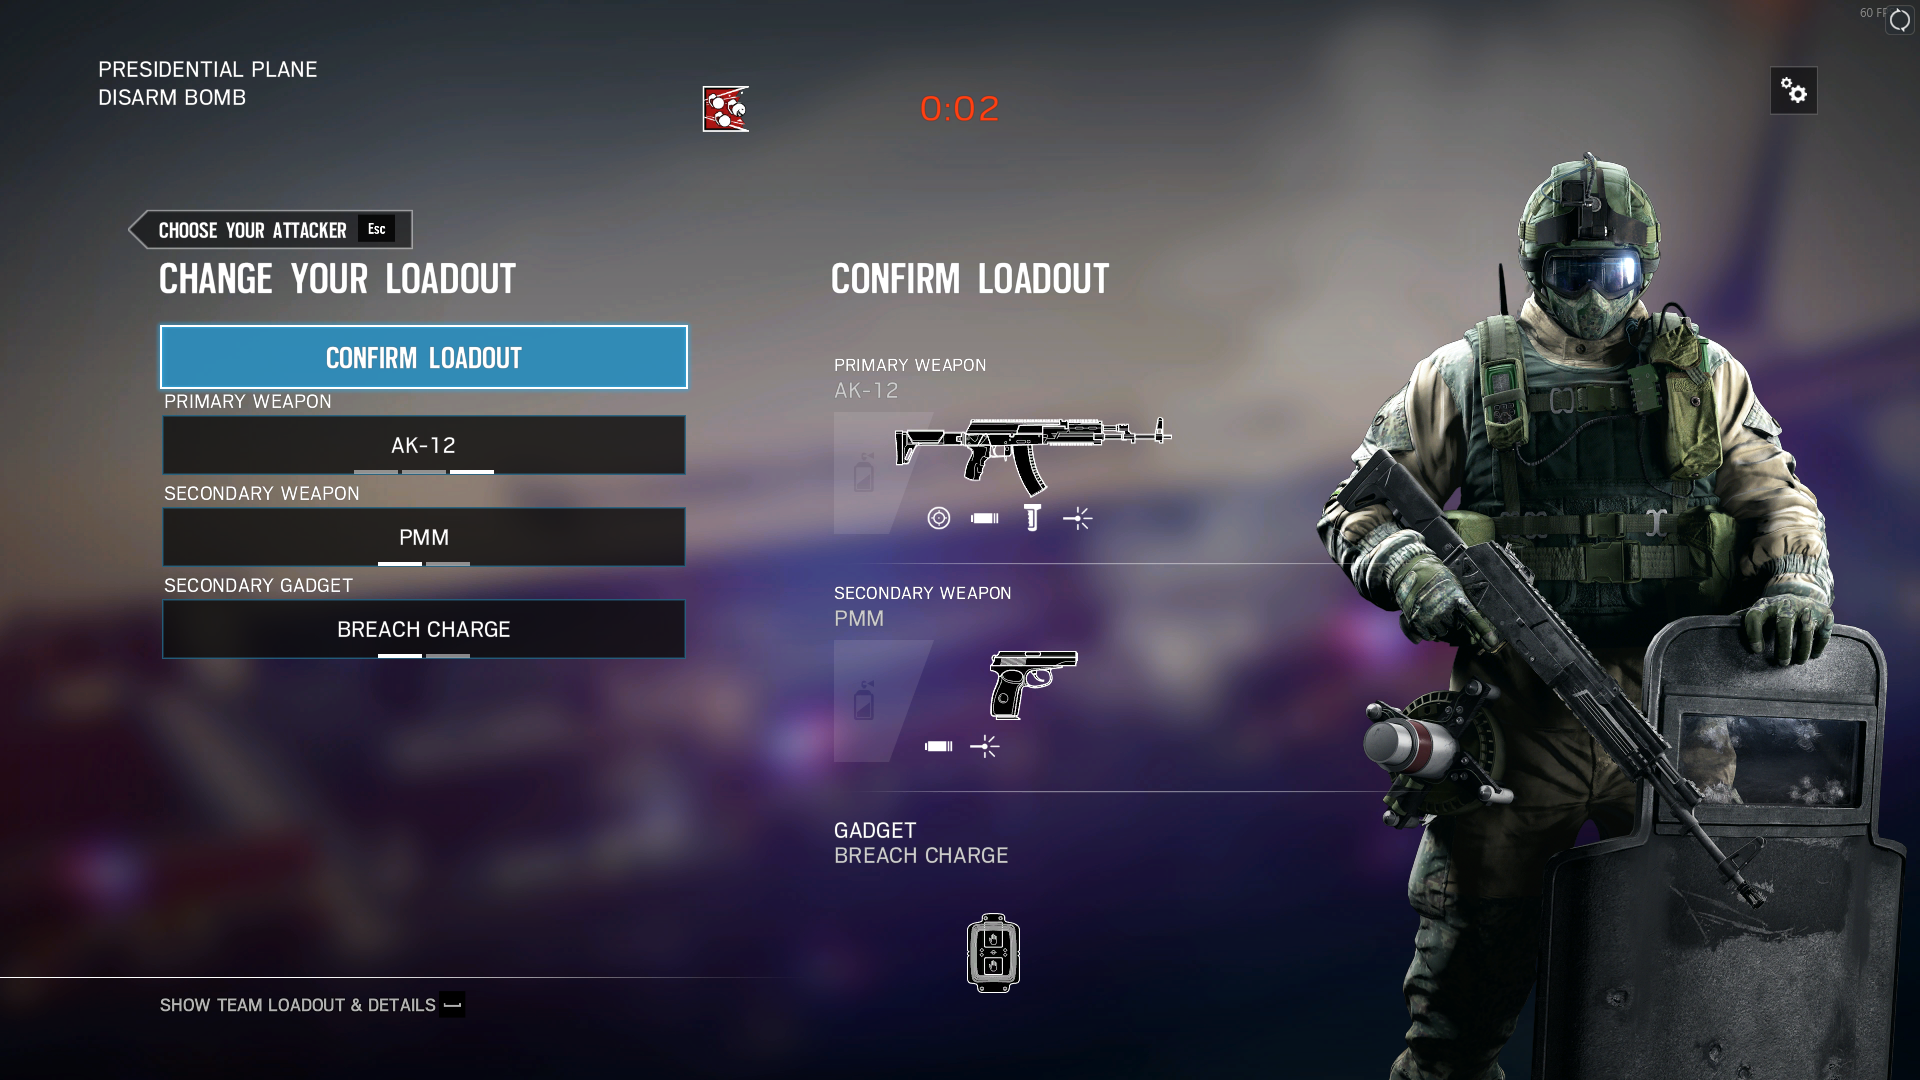 60 FP
PRESIDENTIAL PLANE
DISARM BOMB
0:02
CHOOSE YOUR ATTACKER Esc
CHANGE YOUR LOADOUT
CONFIRM LOADOUT
PRIMARY WEAPON
AK-12
SECONDARY WEAPON
PMM
SECONDARY GADGET
BREACH CHARGE
CONFIRM LOADOUT
PRIMARY WEAPON
AK-12
SECONDARY WEAPON
PMM
GADGET
BREACH CHARGE
SHOW TEAM LOADOUT & DETAILS